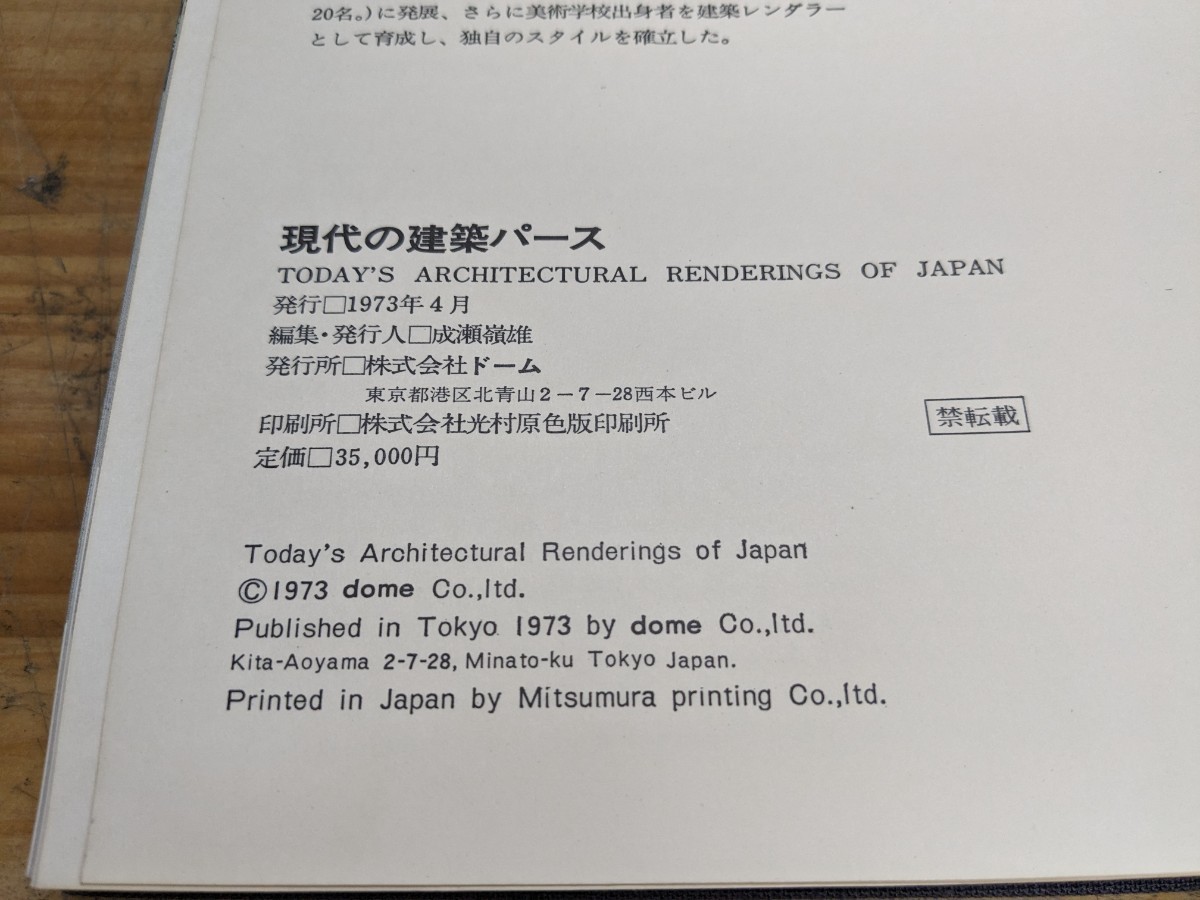 20名。)に発展、さらに美術学校出身者を建築レンダラー
として育成し、独自のスタイルを確立した。
現代の建築パース
TODAY'S ARCHITECTURAL RENDERINGS OF JAPAN
発行□1973年4月
編集・発行人□成瀬嶺雄
発行所□株式会社ドーム
東京都港区北青山2−7−28西本ビル
印刷所□株式会社光村原色版印刷所
禁転載
定価□35,000円
Today's Architectural Renderings of Japan
©1973 dome Co.,ltd.
Published in Tokyo 1973 by dome Co.,ltd.
Kita-Aoyama 2-7-28, Minato-ku Tokyo Japan.
Printed in Japan by Mitsumura printing Co.,ltd.